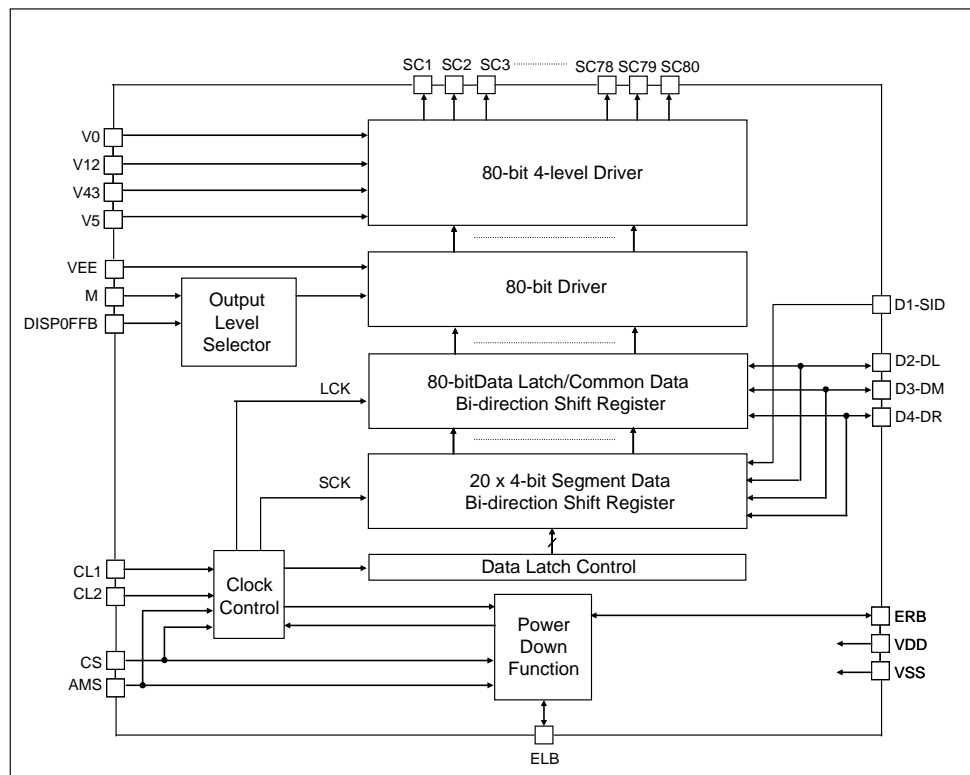 SC1 SC2 SC3 SC78 SC79 SC80
V0
V12
V43
V5
80-bit 4-level Driver
VEE
M
DISP0FFB
Output
Level
Selector
80-bit Driver
D1-SID
D2-DL
D3-DM
D4-DR
LCK
80-bitData Latch/Common Data
Bi-direction Shift Register
SCK
20 x 4-bit Segment Data
Bi-direction Shift Register
CL1
CL2
Clock
Control
Data Latch Control
CS
AMS
Power
Down
Function
ERB
VDD
VSS
ELB